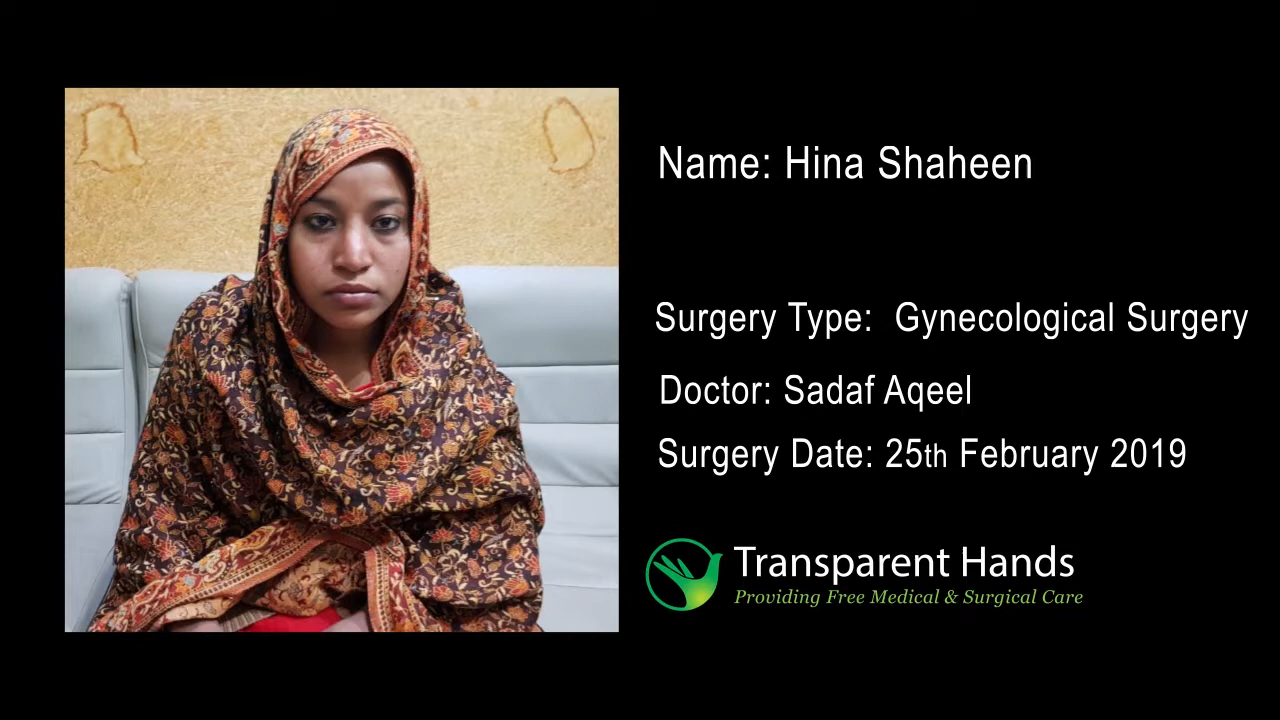 Name: Hina Shaheen
Surgery Type: Gynecological Surgery
Doctor: Sadaf Aqeel
Surgery Date: 25th February 2019
Transparent Hands
Providing Free Medical & Surgical Care